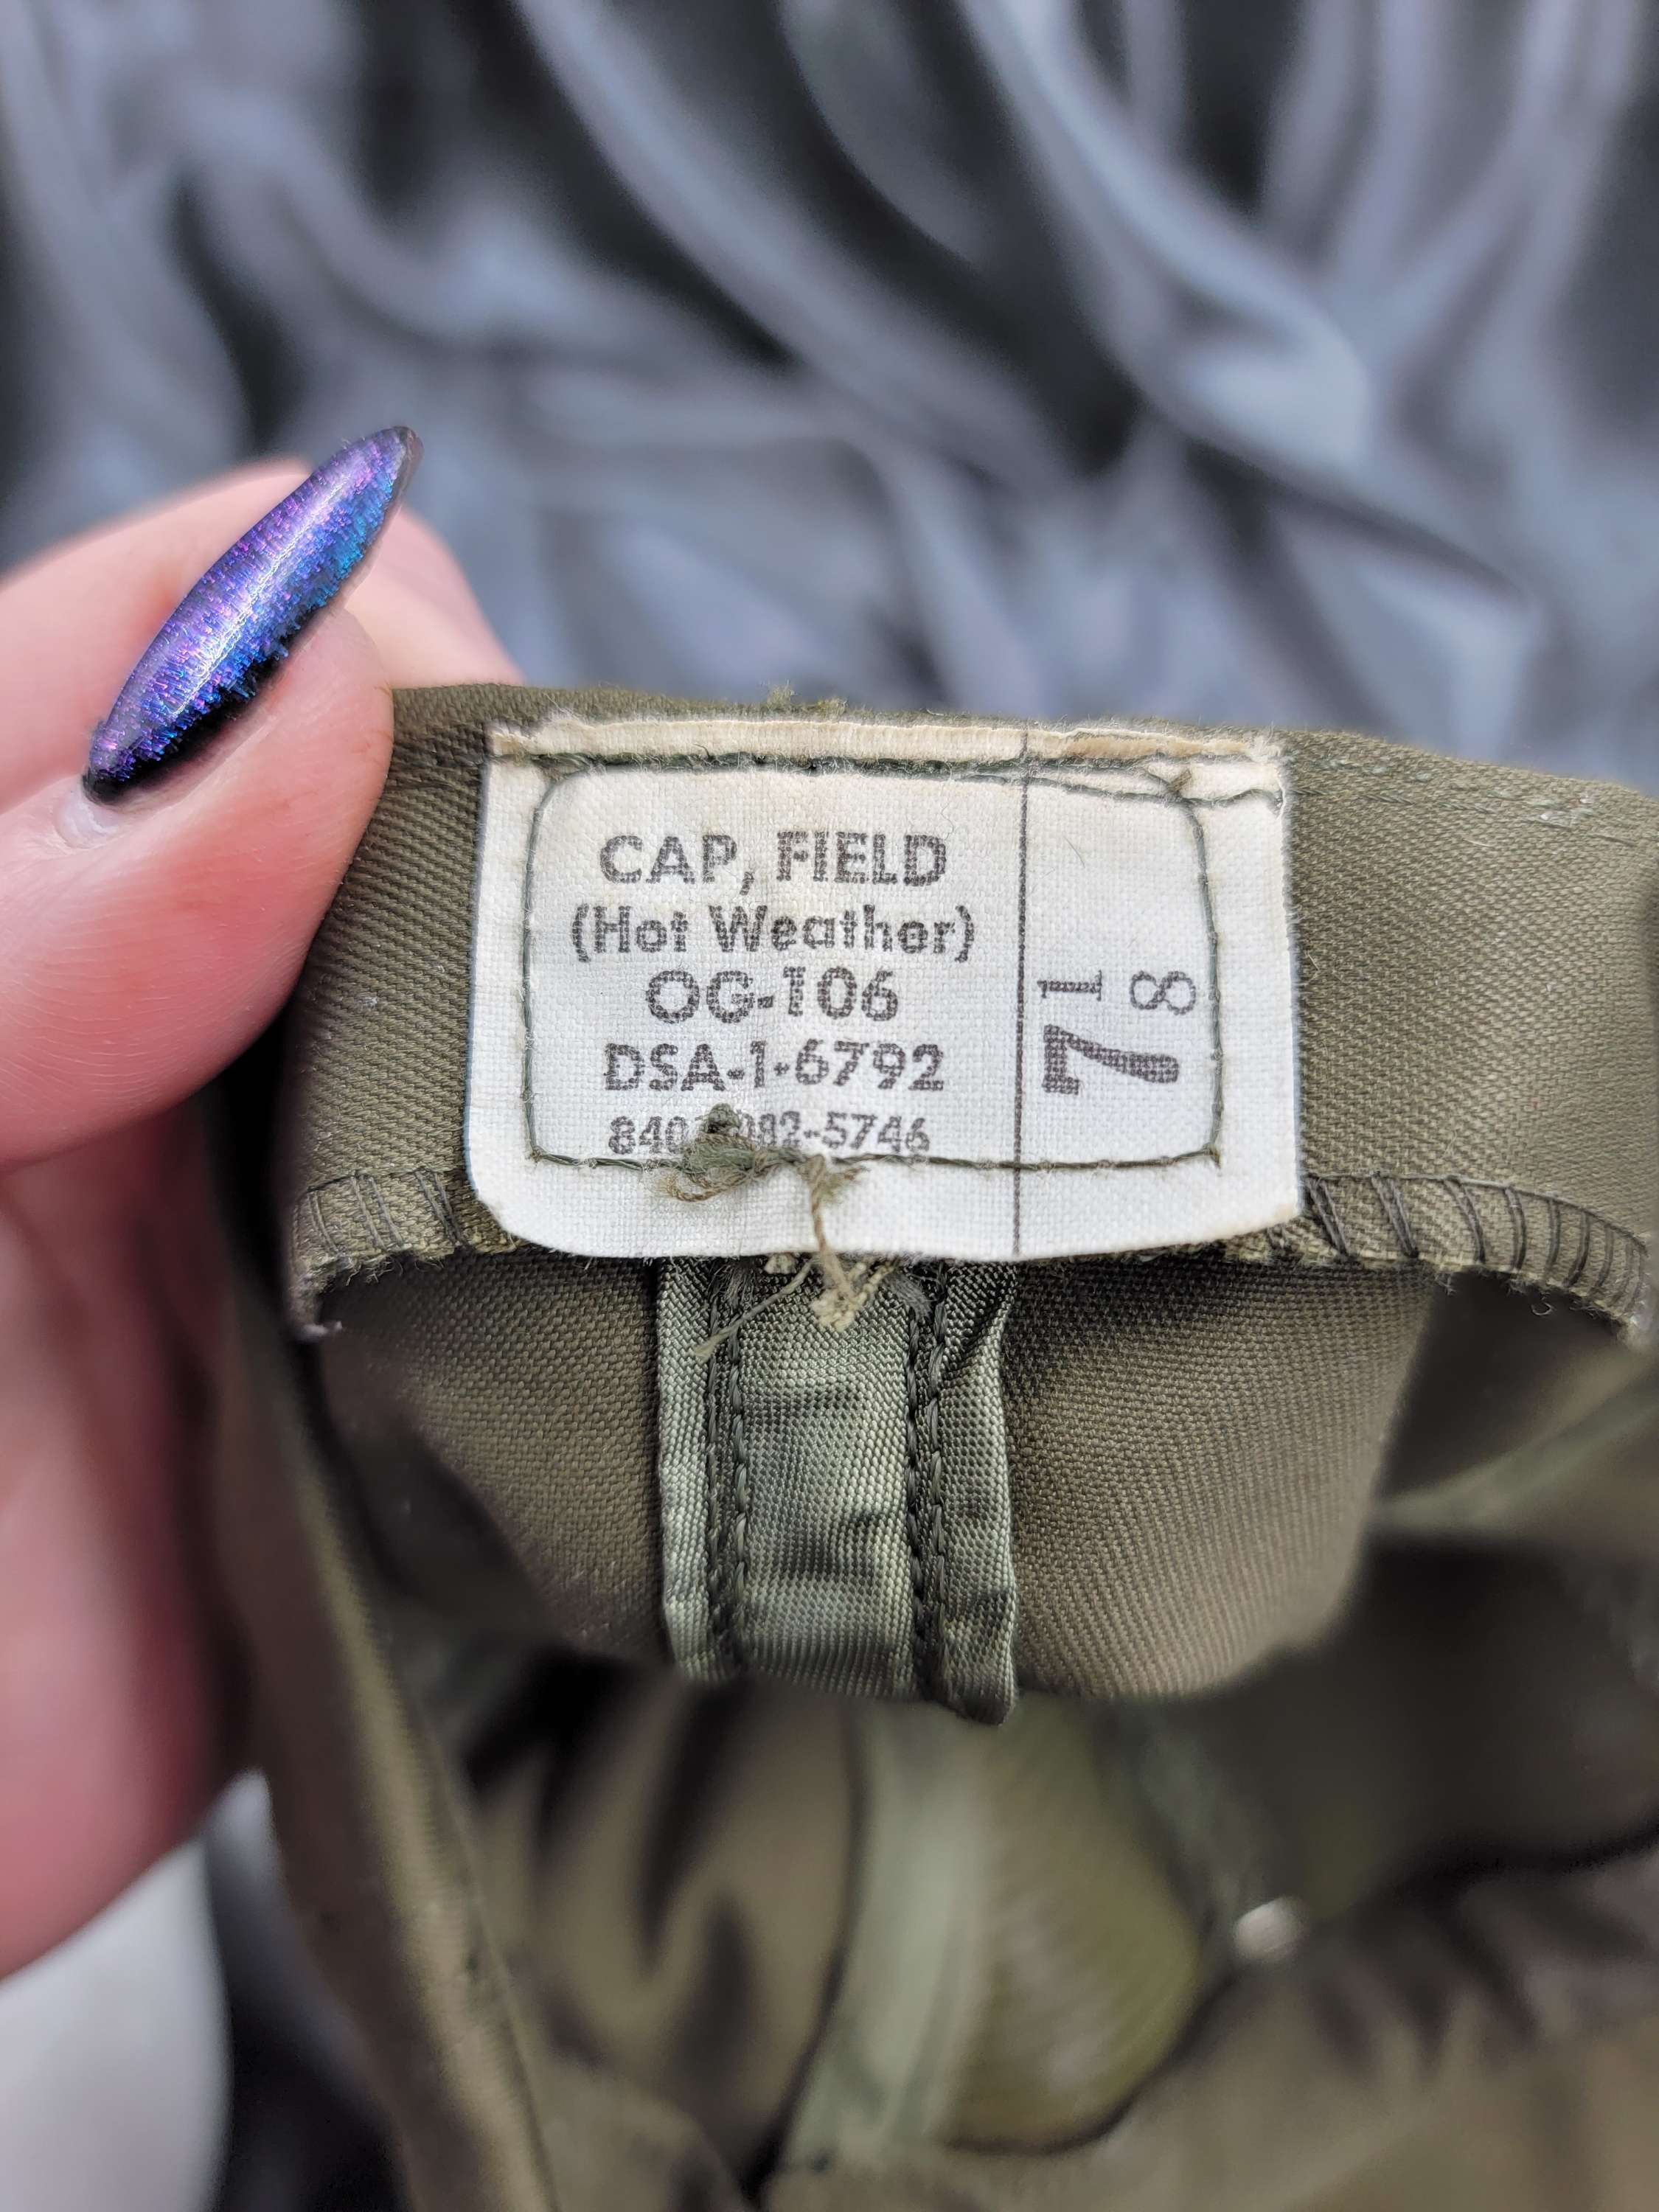 CAP, FIELD
(Hot Weather)
OG-106
DSA-1-6792
7 1/8